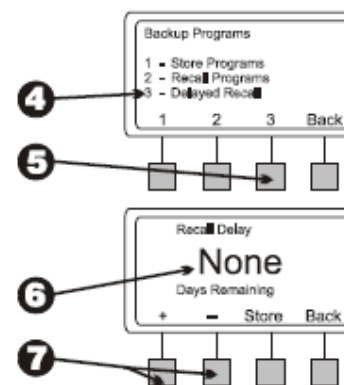 Backup Programs
1 - Store Programs
2 - Recall Programs
4
3 - Delayed Recall
1 2 3 Back
5
Recall Delay
6
None
Days Remaining
+ - Store Back
7